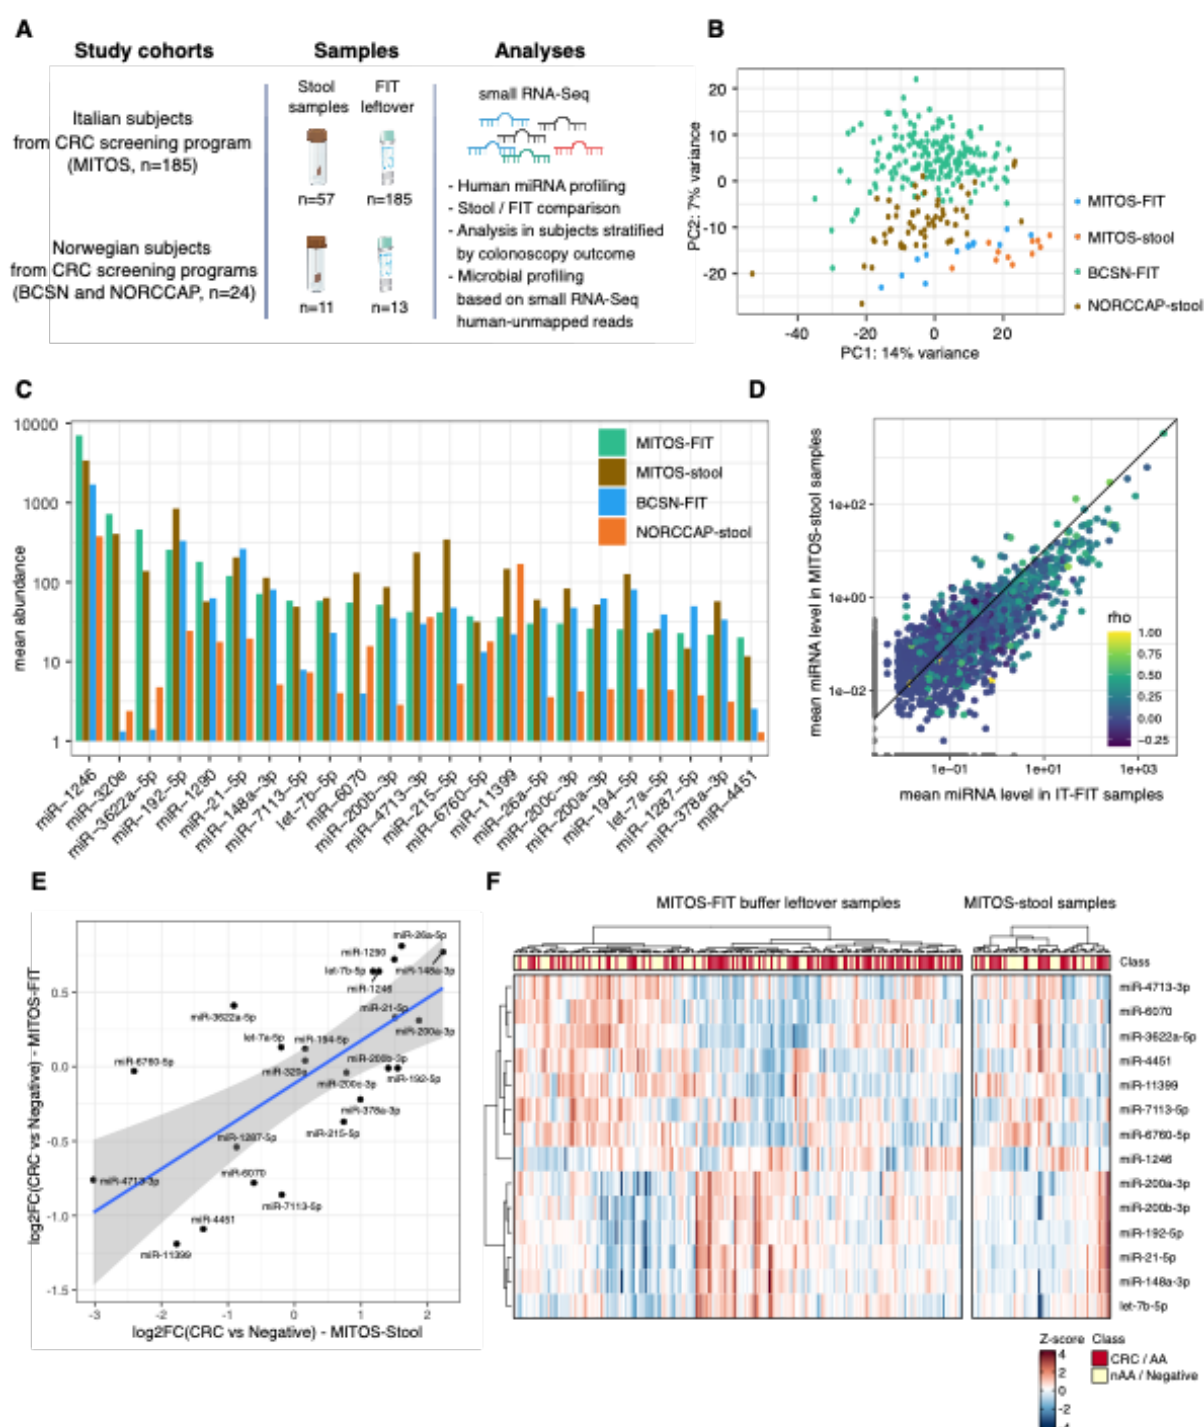 A
Study cohorts
Samples
Analyses
Italian subjects
from CRC screening program
(MITOS, n=185)
Stool
samples
FIT
leftover
n=57
n=185
Norwegian subjects
from CRC screening programs
(BCSN and NORCCAP, n=24)
n=11
n=13
small RNA-Seq
- Human miRNA profiling
- Stool / FIT comparison
- Analysis in subjects stratified
by colonoscopy outcome
- Microbial profiling
based on small RNA-Seq
human-unmapped reads
B
PC2: 7% variance
20
10
0
-10
-20
-40
-20
0
20
PC1: 14% variance
MITOS-FIT
MITOS-stool
BCSN-FIT
NORCCAP-stool
C
mean abundance
10000
1000
100
10
1
MITOS-FIT
MITOS-stool
BCSN-FIT
NORCCAP-stool
miR-1246
miR-320e
miR-3622a-5p
miR-192-5p
miR-1290
miR-21-5p
miR-148a-3p
miR-7113-5p
let-7b-5p
miR-6070
miR-200b-3p
miR-4713-3p
miR-215-5p
miR-6760-5p
miR-11399
miR-26a-5p
miR-200c-3p
miR-200a-3p
miR-194-5p
let-7a-5p
miR-1287-5p
miR-378a-3p
miR-4451
D
mean miRNA level in MITOS-stool samples
1e+02
1e+00
1e-02
1e-01
1e+01
1e+03
mean miRNA level in IT-FIT samples
rho
1.00
0.75
0.50
0.25
0.00
-0.25
E
log2FC(CRC vs Negative) - MITOS-FIT
0.5
0.0
-0.5
-1.0
-1.5
-3
-2
-1
0
1
2
log2FC(CRC vs Negative) - MITOS-Stool
miR-26a-5p
miR-1290
let-7b-5p
miR-148a-3p
miR-1246
miR-3622a-5p
miR-21-5p
miR-200a-3p
let-7a-5p
miR-194-5p
miR-6760-5p
miR-320e
miR-200b-3p
miR-192-5p
miR-200c-3p
miR-378a-3p
miR-215-5p
miR-1287-5p
miR-4713-3p
miR-6070
miR-7113-5p
miR-4451
miR-11399
F
MITOS-FIT buffer leftover samples
MITOS-stool samples
Class
miR-4713-3p
miR-6070
miR-3622a-5p
miR-4451
miR-11399
miR-7113-5p
miR-6760-5p
miR-1246
miR-200a-3p
miR-200b-3p
miR-192-5p
miR-21-5p
miR-148a-3p
let-7b-5p
Z-score
4
2
0
-2
-4
Class
CRC / AA
nAA / Negative